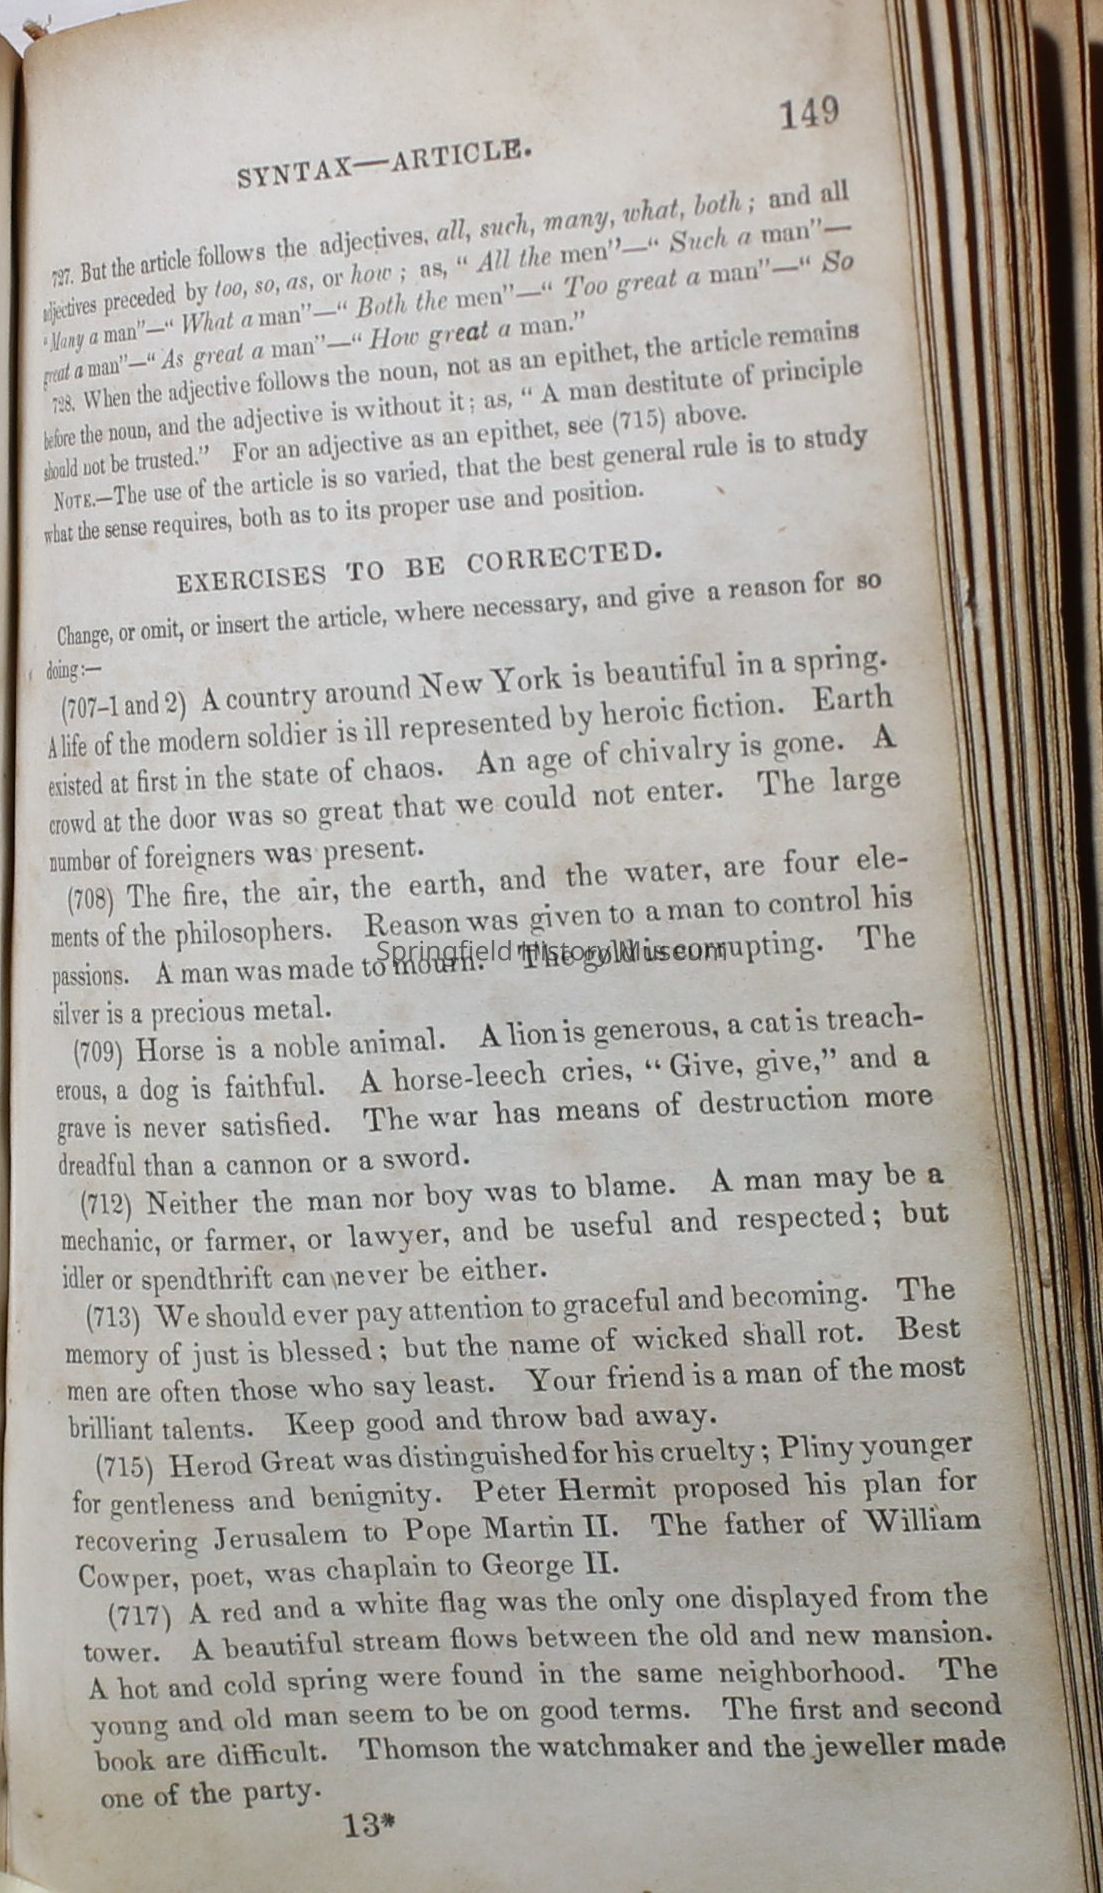 149
SYNTAX—ARTICLE.
727. But the article follows the adjectives, all, such, many, what, both; and all
adjectives preceded by too, so, as, or how; as, “ All the men”—“ Such a man”—
“Many a man”—“ What a man”—“ Both the men”—“ Too great a man”—“ So
great a man”—“ As great a man”—“ How great a man.”
728. When the adjective follows the noun, not as an epithet, the article remains
before the noun, and the adjective is without it; as, “ A man destitute of principle
should not be trusted.” For an adjective as an epithet, see (715) above.
NOTE.—The use of the article is so varied, that the best general rule is to study
what the sense requires, both as to its proper use and position.
EXERCISES TO BE CORRECTED.
Change, or omit, or insert the article, where necessary, and give a reason for so
doing:—
(707-1 and 2) A country around New York is beautiful in a spring.
A life of the modern soldier is ill represented by heroic fiction. Earth
existed at first in the state of chaos. An age of chivalry is gone. A
crowd at the door was so great that we could not enter. The large
number of foreigners was present.
(708) The fire, the air, the earth, and the water, are four ele-
ments of the philosophers. Reason was given to a man to control his
passions. A man was made to mourn. The gold is corrupting. The
Springfield History Museum
silver is a precious metal.
(709) Horse is a noble animal. A lion is generous, a cat is treach-
erous, a dog is faithful. A horse-leech cries, “ Give, give,” and a
grave is never satisfied. The war has means of destruction more
dreadful than a cannon or a sword.
(712) Neither the man nor boy was to blame. A man may be a
mechanic, or farmer, or lawyer, and be useful and respected; but
idler or spendthrift can never be either.
(713) We should ever pay attention to graceful and becoming. The
memory of just is blessed; but the name of wicked shall rot. Best
men are often those who say least. Your friend is a man of the most
brilliant talents. Keep good and throw bad away.
(715) Herod Great was distinguished for his cruelty; Pliny younger
for gentleness and benignity. Peter Hermit proposed his plan for
recovering Jerusalem to Pope Martin II. The father of William
Cowper, poet, was chaplain to George II.
(717) A red and a white flag was the only one displayed from the
tower. A beautiful stream flows between the old and new mansion.
A hot and cold spring were found in the same neighborhood. The
young and old man seem to be on good terms. The first and second
book are difficult. Thomson the watchmaker and the jeweller made
one of the party.
13*